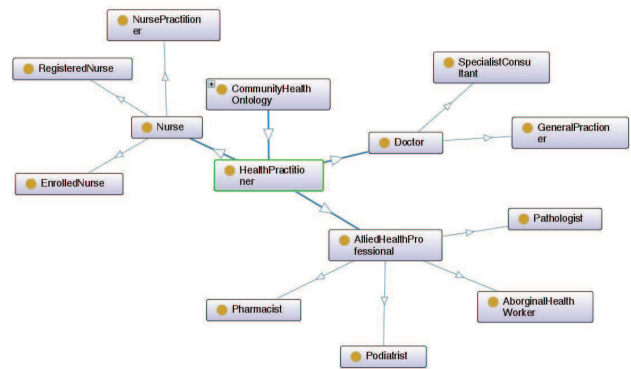 NursePractition
er
RegisteredNurse
SpecialistConsu
ltant
CommunityHealth
Ontology
Nurse
GeneralPraction
er
Doctor
HealthPractitio
ner
EnrolledNurse
Pathologist
AlliedHealthPro
fessional
AborginalHealth
Worker
Pharmacist
Podiatrist